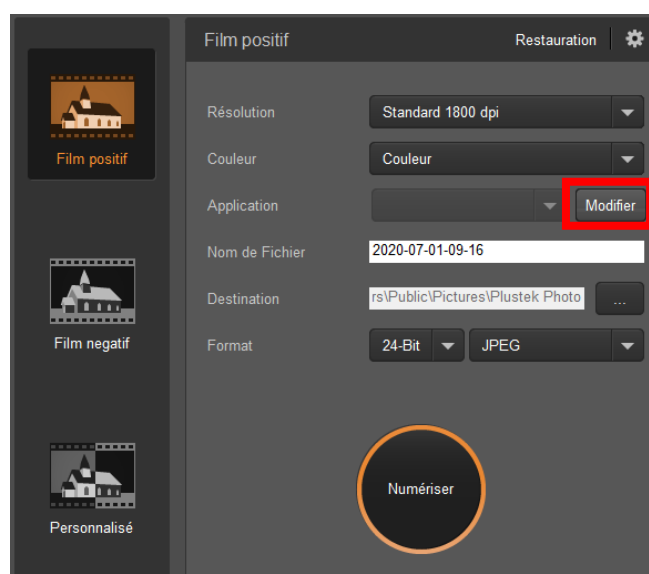 Film positif
Restauration
Film positif
Résolution
Standard 1800 dpi
Couleur
Couleur
Application
Modifier
Nom de Fichier
2020-07-01-09-16
Destination
rs\Public\Pictures\Plustek Photo
...
Film negatif
Format
24-Bit
JPEG
Numériser
Personnalisé